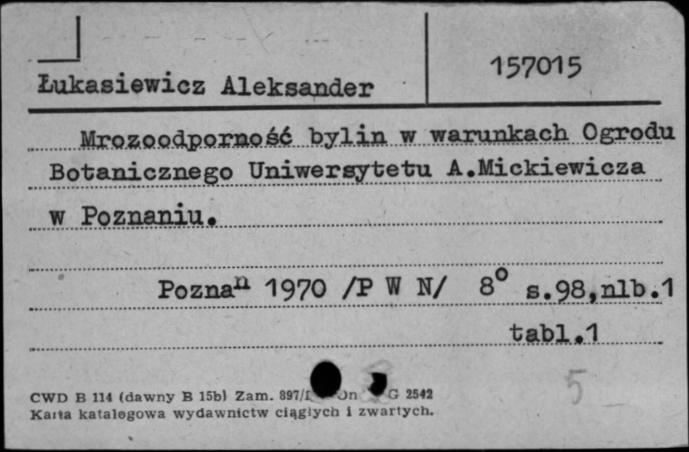 157015
Łukasiewicz Aleksander
Mrozoodporność bylin w warunkach Ogrodu
Botanicznego Uniwersytetu A.Mickiewicza
w Poznaniu.
Poznań 1970 /P W N/ 8° s.98,nlb.1
tabl.1
5
CWD B 114 (dawny B 15b) Zam. 897/ G 2542
Karta katalogowa wydawnictw ciągłych i zwartych.